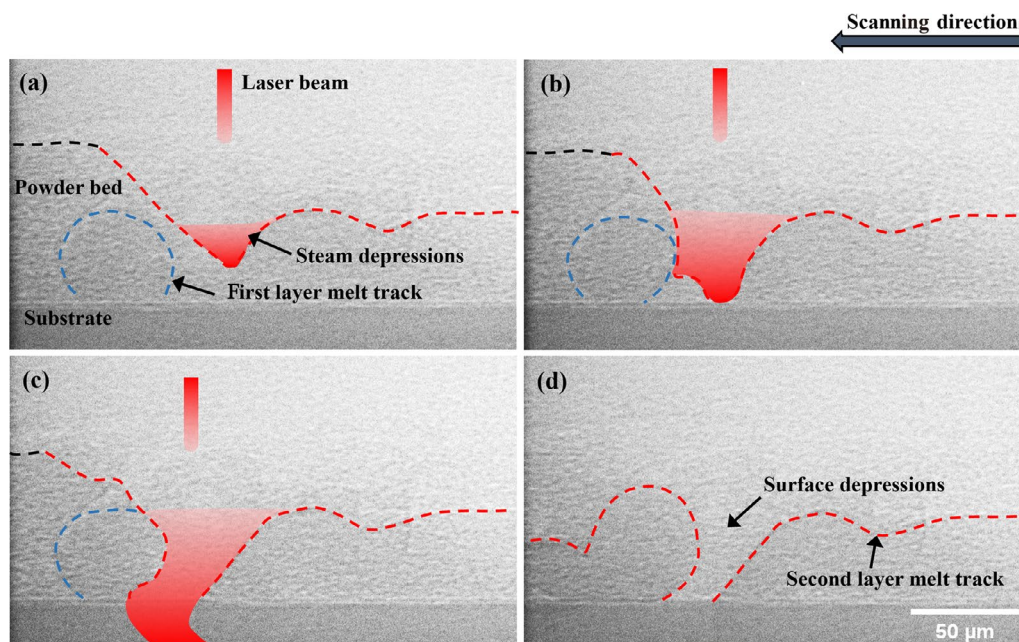 Scanning direction
(a)
Laser beam
Powder bed
Steam depressions
First layer melt track
Substrate
(b)
(c)
(d)
Surface depressions
Second layer melt track
50 µm